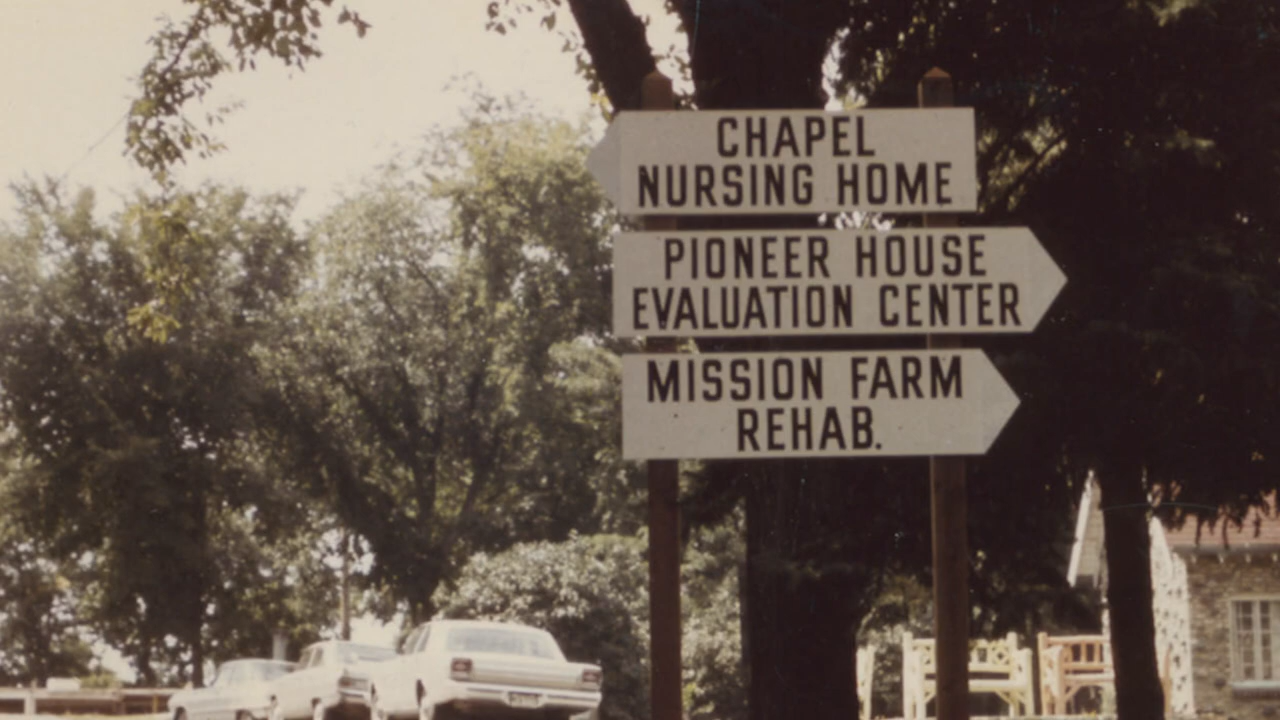 CHAPEL
NURSING HOME
PIONEER HOUSE
EVALUATION CENTER
MISSION FARM
REHAB.